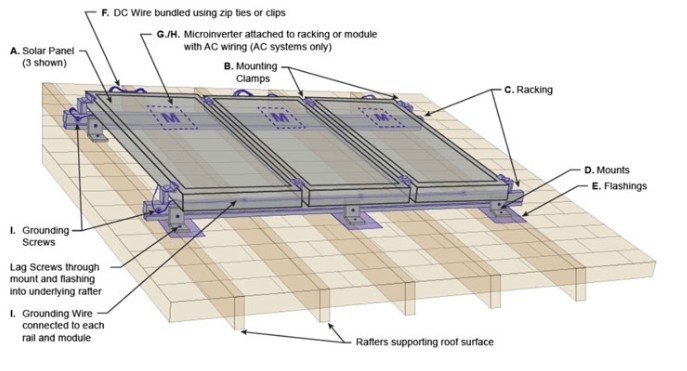 F. DC Wire bundled using zip ties or clips
G./H. Microinverter attached to racking or module
with AC wiring (AC systems only)
A. Solar Panel
(3 shown)
B. Mounting
Clamps
C. Racking
M
M
M
D. Mounts
E. Flashings
I. Grounding
Screws
Lag Screws through
mount and flashing
into underlying rafter
I. Grounding Wire
connected to each
rail and module
Rafters supporting roof surface